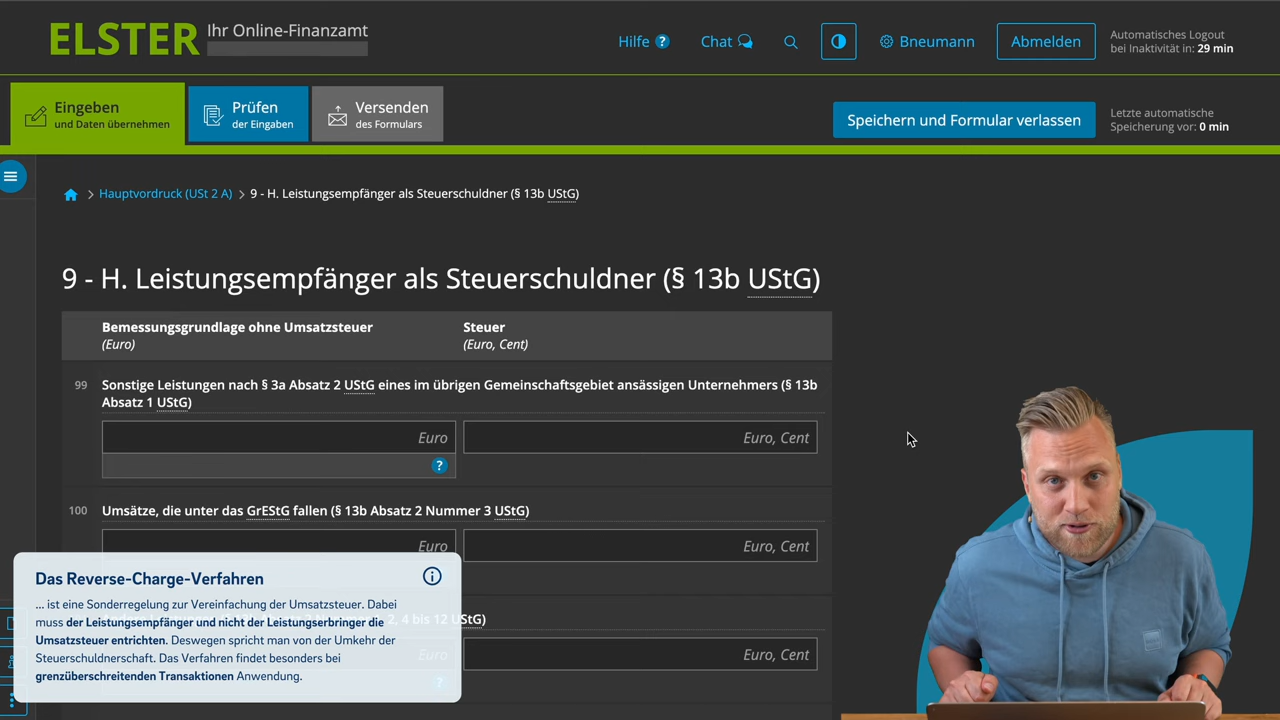 ELSTER
Ihr Online-Finanzamt
Hilfe ?
Chat
Bneumann
Abmelden
Automatisches Logout
bei Inaktivität in: 29 min
Eingeben
und Daten übernehmen
Prüfen
der Eingaben
Versenden
des Formulars
Speichern und Formular verlassen
Letzte automatische
Speicherung vor: 0 min
Hauptvordruck (USt 2 A) > 9 - H. Leistungsempfänger als Steuerschuldner (§ 13b UStG)
9 - H. Leistungsempfänger als Steuerschuldner (§ 13b UStG)
Bemessungsgrundlage ohne Umsatzsteuer
(Euro)
Steuer
(Euro, Cent)
99 Sonstige Leistungen nach § 3a Absatz 2 UStG eines im übrigen Gemeinschaftsgebiet ansässigen Unternehmers (§ 13b
Absatz 1 UStG)
Euro
Euro, Cent
?
100 Umsätze, die unter das GrEStG fallen (§ 13b Absatz 2 Nummer 3 UStG)
Euro
Euro, Cent
2, 4 bis 12 UStG)
Euro
Euro, Cent
?
Das Reverse-Charge-Verfahren
... ist eine Sonderregelung zur Vereinfachung der Umsatzsteuer. Dabei
muss der Leistungsempfänger und nicht der Leistungserbringer die
Umsatzsteuer entrichten. Deswegen spricht man von der Umkehr der
Steuerschuldnerschaft. Das Verfahren findet besonders bei
grenzüberschreitenden Transaktionen Anwendung.